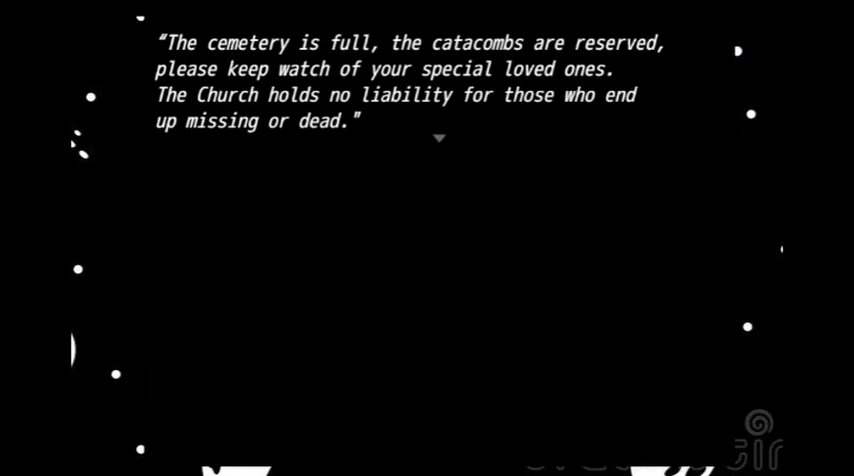 “The cemetery is full, the catacombs are reserved,
please keep watch of your special loved ones.
The Church holds no liability for those who end
up missing or dead."